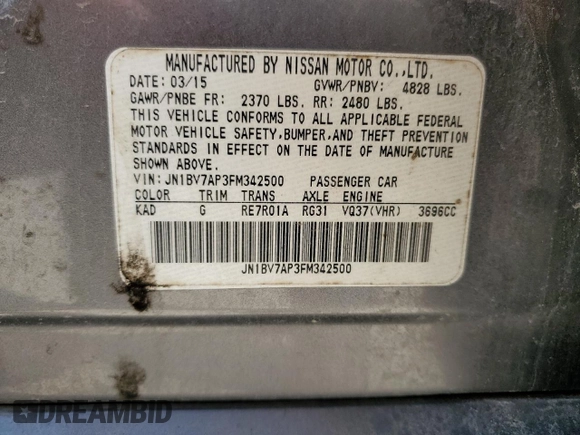 MANUFACTURED BY NISSAN MOTOR CO.,LTD.
DATE: 03/15 GVWR/PNBV: 4828 LBS.
GAWR/PNBE FR: 2370 LBS. RR: 2480 LBS.
THIS VEHICLE CONFORMS TO ALL APPLICABLE FEDERAL
MOTOR VEHICLE SAFETY,BUMPER,AND THEFT PREVENTION
STANDARDS IN EFFECT ON THE DATE OF MANUFACTURE
SHOWN ABOVE.
VIN: JN1BV7AP3FM342500 PASSENGER CAR
COLOR TRIM TRANS AXLE ENGINE
KAD G RE7R01A RG31 VQ37(VHR) 3696CC
JN1BV7AP3FM342500
DREAMBID